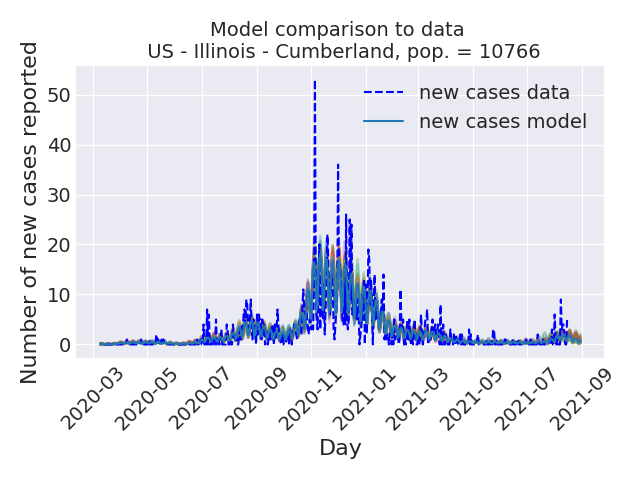 Model comparison to data
US - Illinois - Cumberland, pop. = 10766
Number of new cases reported
50
40
30
20
10
0
new cases data
new cases model
2020-03
2020-05
2020-07
2020-09
2020-11
2021-01
2021-03
2021-05
2021-07
2021-09
Day